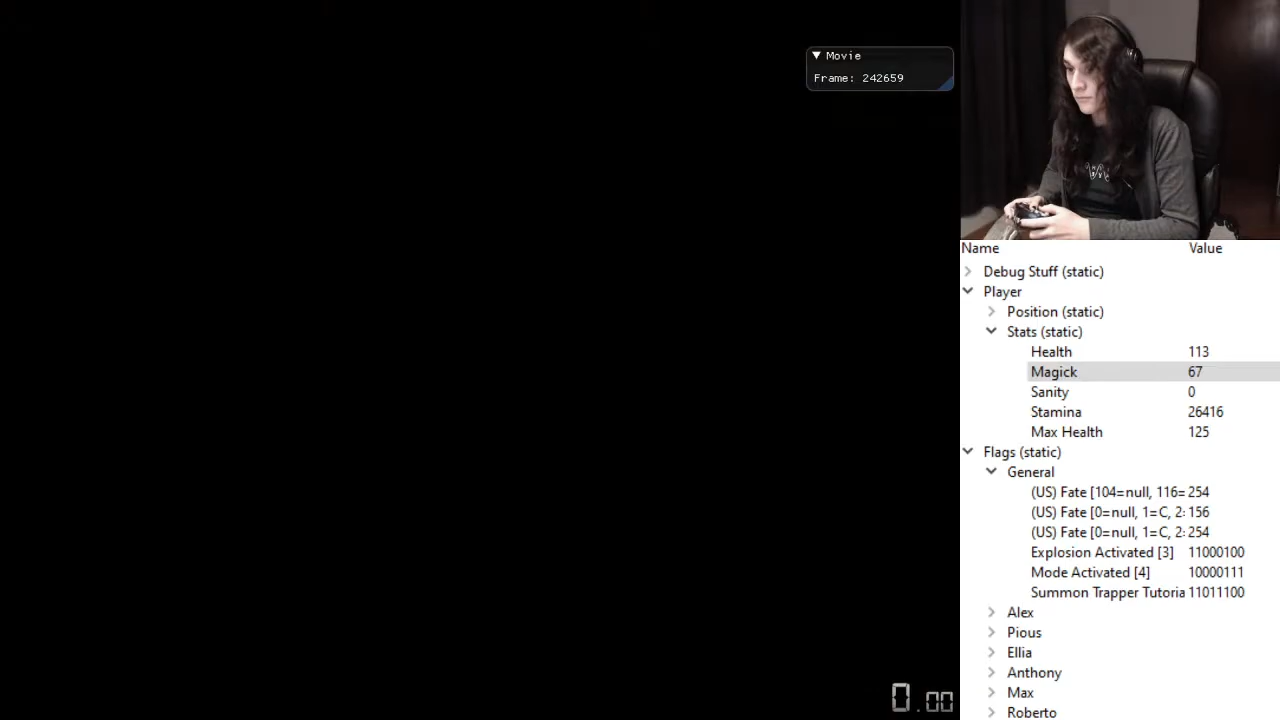 Movie
Frame: 242659
Name Value
Debug Stuff (static)
Player
Position (static)
Stats (static)
Health 113
Magick 67
Sanity 0
Stamina 26416
Max Health 125
Flags (static)
General
(US) Fate [104=null, 116= 254
(US) Fate [0=null, 1=C, 2: 156
(US) Fate [0=null, 1=C, 2: 254
Explosion Activated [3] 11000100
Mode Activated [4] 10000111
Summon Trapper Tutoria 11011100
Alex
Pious
Ellia
Anthony
Max
Roberto
0.00